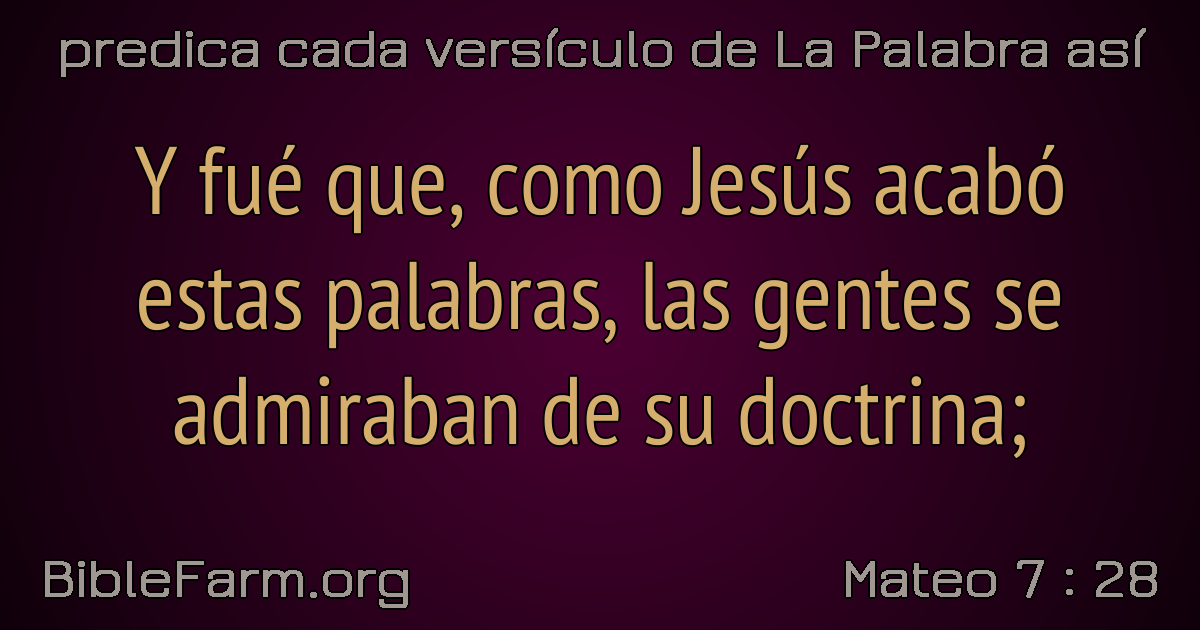 predica cada versículo de La Palabra así
Y fué que, como Jesús acabó
estas palabras, las gentes se
admiraban de su doctrina;
BibleFarm.org
Mateo 7 : 28